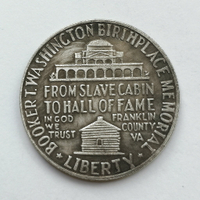 BOOKER T. WASHINGTON BIRTHPLACE MEMORIAL
FROM SLAVE CABIN
TO HALL OF FAME
IN GOD
WE
TRUST
FRANKLIN
COUNTY
VA
★ LIBERTY ★